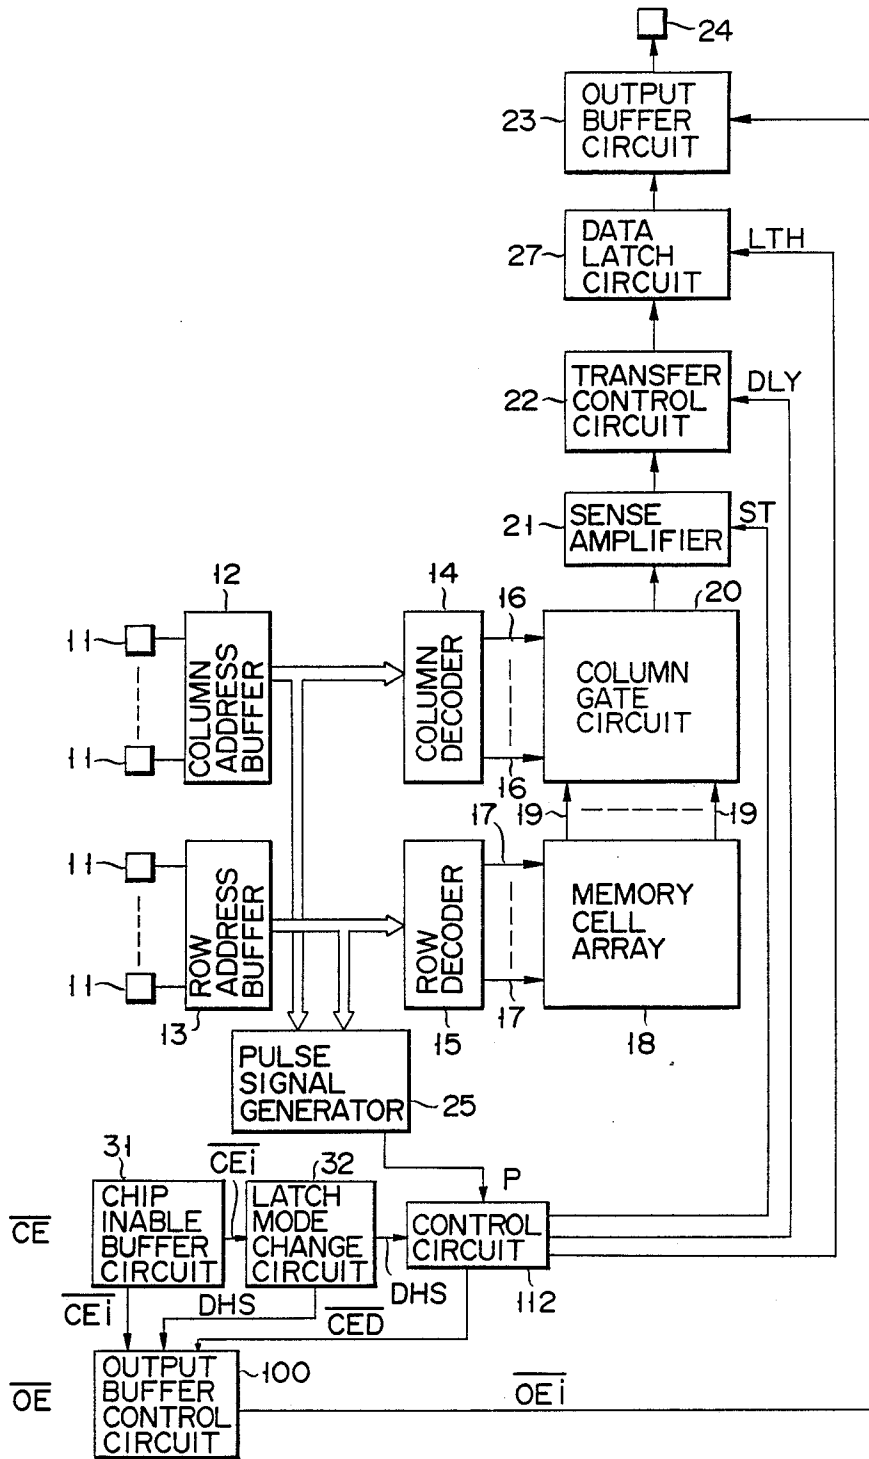 24
OUTPUT
BUFFER
CIRCUIT
23
DATA
LATCH
CIRCUIT
27
LTH
TRANSFER
CONTROL
CIRCUIT
22
DLY
SENSE
AMPLIFIER
21
ST
12
14
16
20
11
COLUMN
ADDRESS
BUFFER
COLUMN
DECODER
COLUMN
GATE
CIRCUIT
11
16
19
19
17
11
ROW
ADDRESS
BUFFER
ROW
DECODER
MEMORY
CELL
ARRAY
11
13
15
17
18
PULSE
SIGNAL
GENERATOR
25
31
CEi
32
P
CE
CHIP
INABLE
BUFFER
CIRCUIT
LATCH
MODE
CHANGE
CIRCUIT
CONTROL
CIRCUIT
DHS
112
CEi
DHS
CED
OE
OUTPUT
BUFFER
CONTROL
CIRCUIT
100
OEi